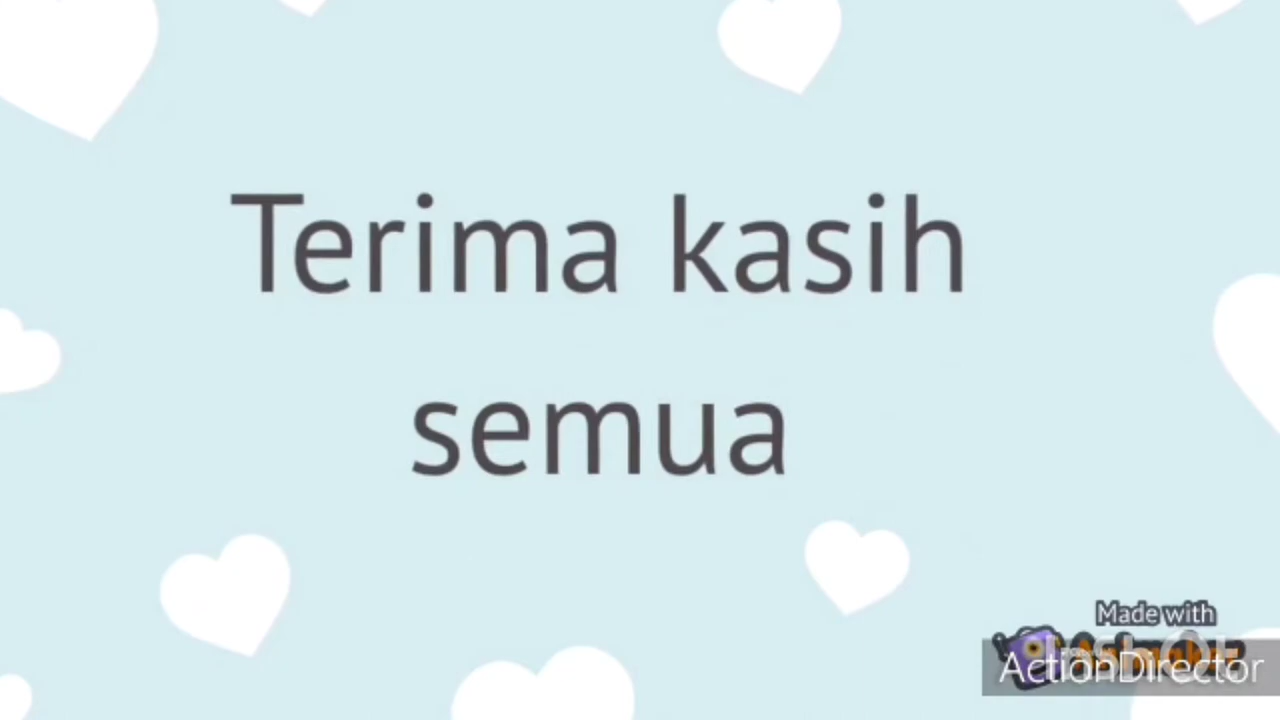 Terima kasih
semua
Made with
ActionDirector